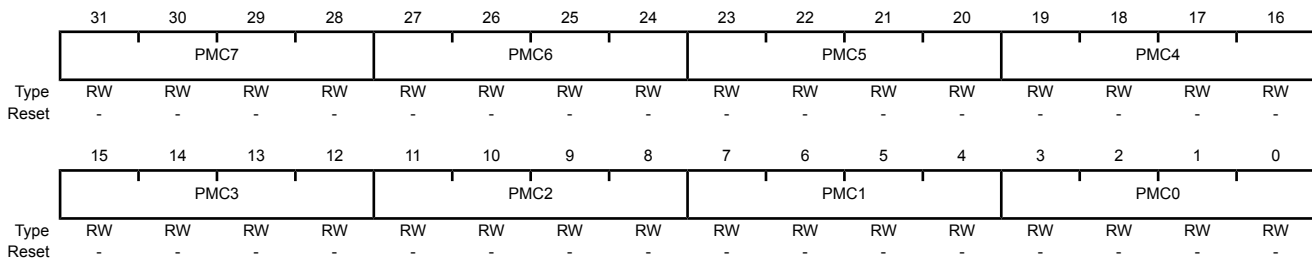 31 30 29 28 27 26 25 24 23 22 21 20 19 18 17 16
PMC7 PMC6 PMC5 PMC4
Type RW RW RW RW RW RW RW RW RW RW RW RW RW RW RW RW
Reset - - - - - - - - - - - - - - - -
15 14 13 12 11 10 9 8 7 6 5 4 3 2 1 0
PMC3 PMC2 PMC1 PMC0
Type RW RW RW RW RW RW RW RW RW RW RW RW RW RW RW RW
Reset - - - - - - - - - - - - - - - -